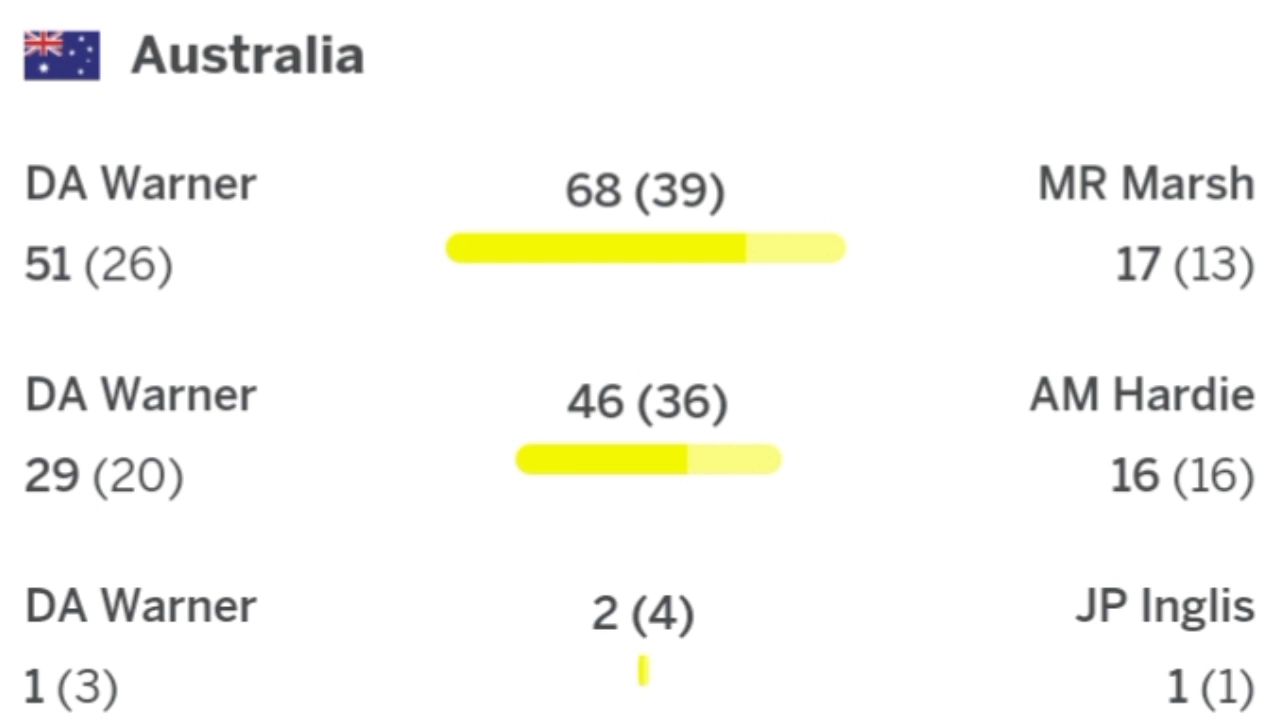 Australia
DA Warner 68 (39) MR Marsh
51 (26) 17 (13)
DA Warner 46 (36) AM Hardie
29 (20) 16 (16)
DA Warner 2 (4) JP Inglis
1 (3) 1 (1)